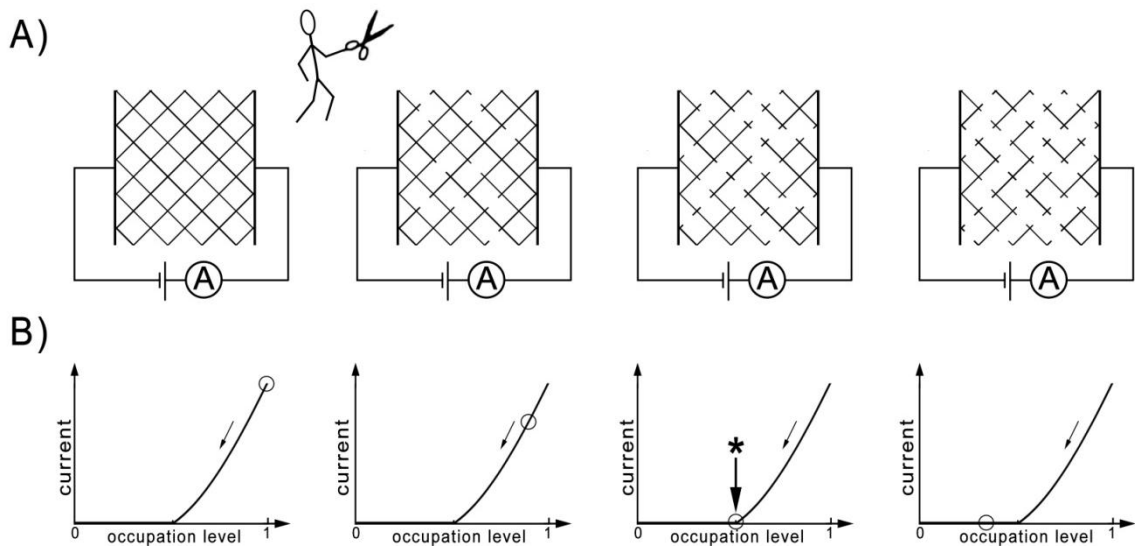 A)
A A A A
B)
current current current current
*
0 1 0 1 0 1 0 1
occupation level occupation level occupation level occupation level